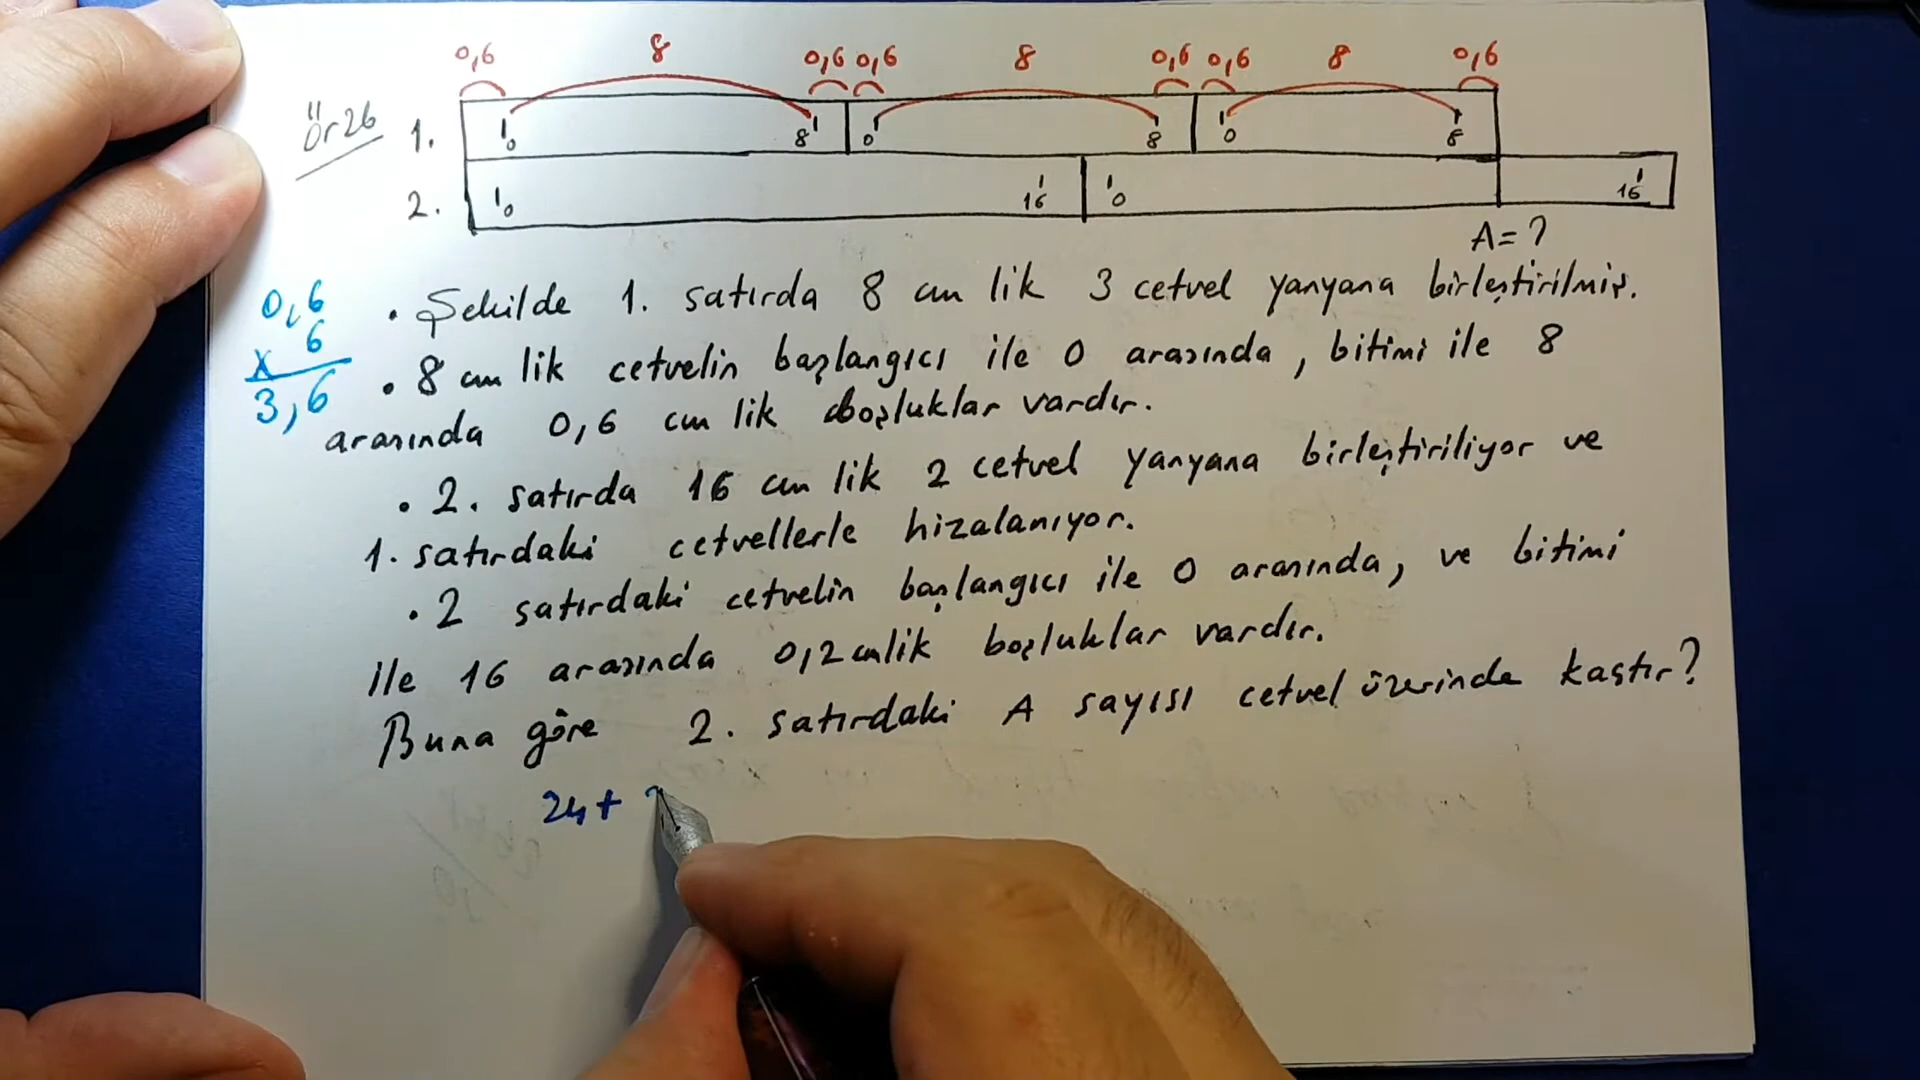 0,6 8 0,6 0,6 8 0,6 0,6 8 0,6
Ör26 1. 0 8 0 8 0 8
2. 0 16 0 16
A = ?
0,6
x 6
3,6
• Şekilde 1. satırda 8 cm lik 3 cetvel yanyana birleştirilmiş.
• 8 cm lik cetvelin başlangıcı ile 0 arasında, bitimi ile 8
arasında 0,6 cm lik boşluklar vardır.
• 2. satırda 16 cm lik 2 cetvel yanyana birleştiriliyor ve
1. satırdaki cetvellerle hizalanıyor.
• 2 satırdaki cetvelin başlangıcı ile 0 arasında, ve bitimi
ile 16 arasında 0,2 cm lik boşluklar vardır.
Buna göre 2. satırdaki A sayısı cetvel üzerinde kaçtır?
24 +